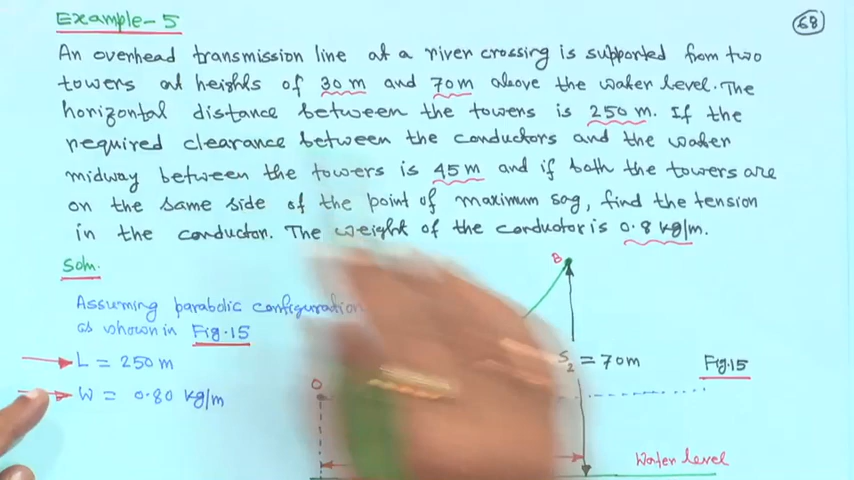 Example-5
68
An overhead transmission line at a river crossing is supported from two
towers at heights of 30 m and 70m above the water level. The
horizontal distance between the towers is 250 m. If the
required clearance between the conductors and the water
midway between the towers is 45 m and if both the towers are
on the same side of the point of maximum sag, find the tension
in the conductor. The weight of the conductor is 0.8 kg/m.
Soln.
Assuming parabolic configuration
as shown in Fig.15
L = 250 m
W = 0.80 kg/m
B
O
S2 = 70m
Fig.15
Water level